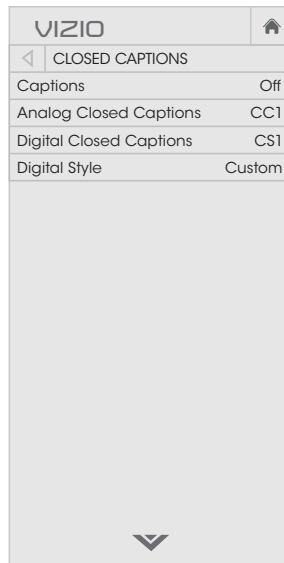 VIZIO
CLOSED CAPTIONS
Captions Off
Analog Closed Captions CC1
Digital Closed Captions CS1
Digital Style Custom